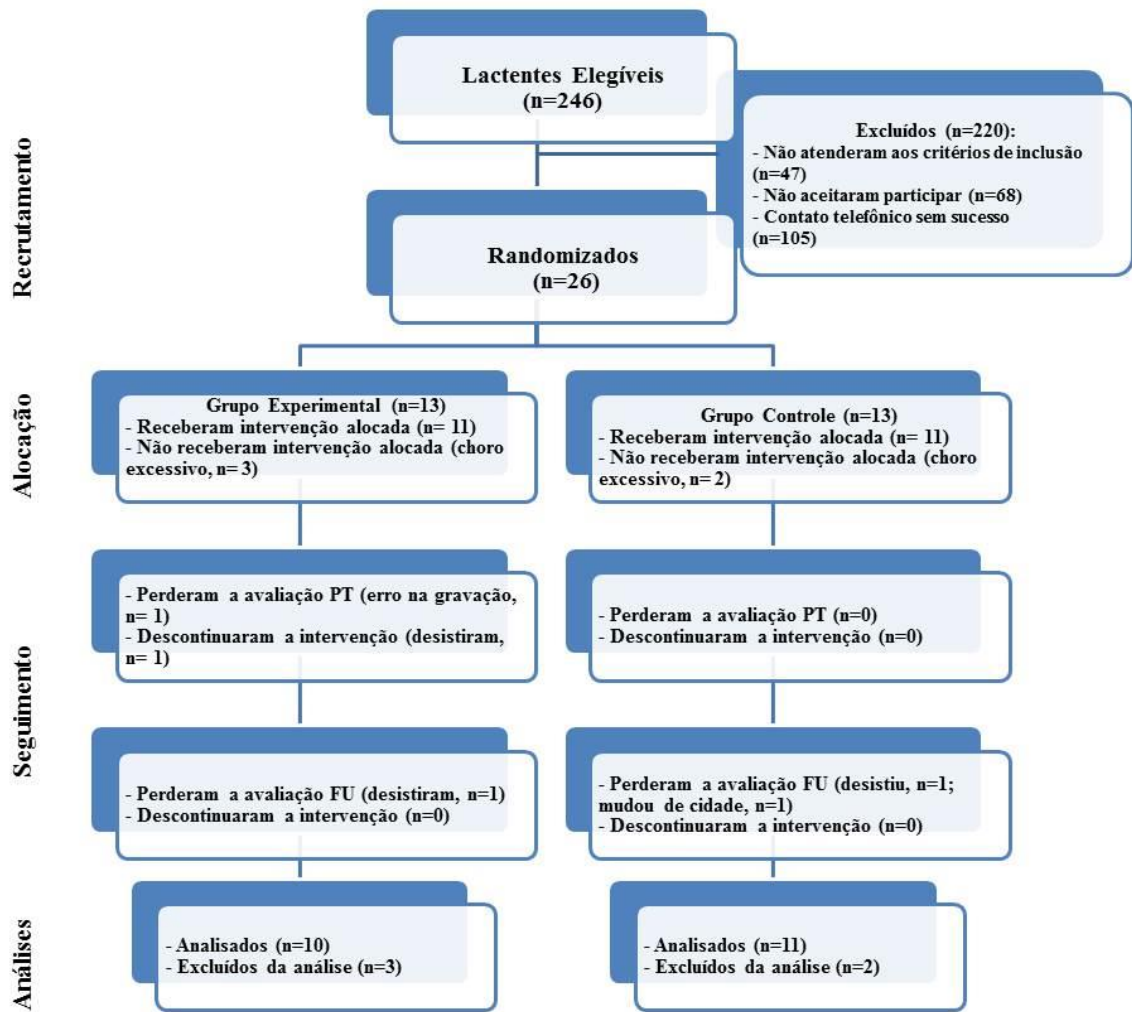 Recrutamento
Lactentes Elegíveis
(n=246)
Excluídos (n=220):
- Não atenderam aos critérios de inclusão
(n=47)
- Não aceitaram participar (n=68)
- Contato telefônico sem sucesso
(n=105)
Randomizados
(n=26)
Alocação
Grupo Experimental (n=13)
- Receberam intervenção alocada (n= 11)
- Não receberam intervenção alocada (choro
excessivo, n= 3)
Grupo Controle (n=13)
- Receberam intervenção alocada (n= 11)
- Não receberam intervenção alocada (choro
excessivo, n= 2)
Seguimento
- Perderam a avaliação PT (erro na gravação,
n= 1)
- Descontinuaram a intervenção (desistiram,
n= 1)
- Perderam a avaliação PT (n=0)
- Descontinuaram a intervenção (n=0)
- Perderam a avaliação FU (desistiram, n=1)
- Descontinuaram a intervenção (n=0)
- Perderam a avaliação FU (desistiu, n=1;
mudou de cidade, n=1)
- Descontinuaram a intervenção (n=0)
Análises
- Analisados (n=10)
- Excluídos da análise (n=3)
- Analisados (n=11)
- Excluídos da análise (n=2)